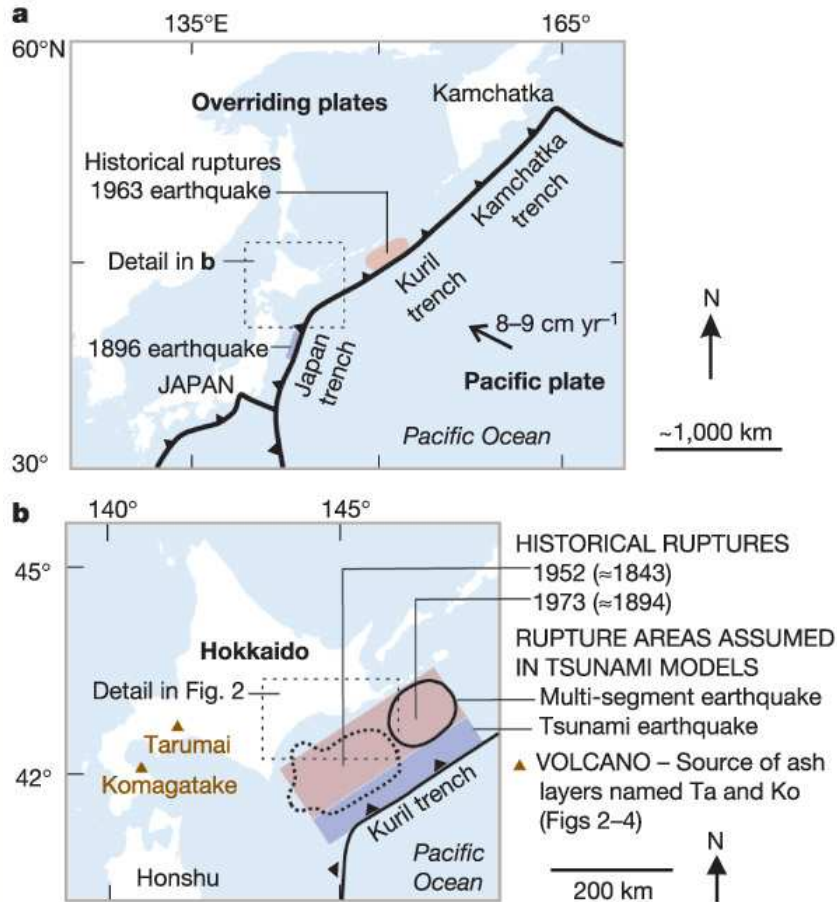 a
135°E
165°
60°N
Kamchatka
Overriding plates
Kamchatka
trench
Historical ruptures
1963 earthquake
Detail in b
Kuril
trench
N
8–9 cm yr⁻¹
1896 earthquake
Japan
trench
Pacific plate
JAPAN
Pacific Ocean
~1,000 km
30°
b
140°
145°
HISTORICAL RUPTURES
45°
1952 (≈1843)
1973 (≈1894)
RUPTURE AREAS ASSUMED
IN TSUNAMI MODELS
Hokkaido
Detail in Fig. 2
Multi-segment earthquake
Tsunami earthquake
Tarumai
42°
Komagatake
VOLCANO – Source of ash
layers named Ta and Ko
(Figs 2–4)
Kuril trench
N
Pacific
Ocean
Honshu
200 km